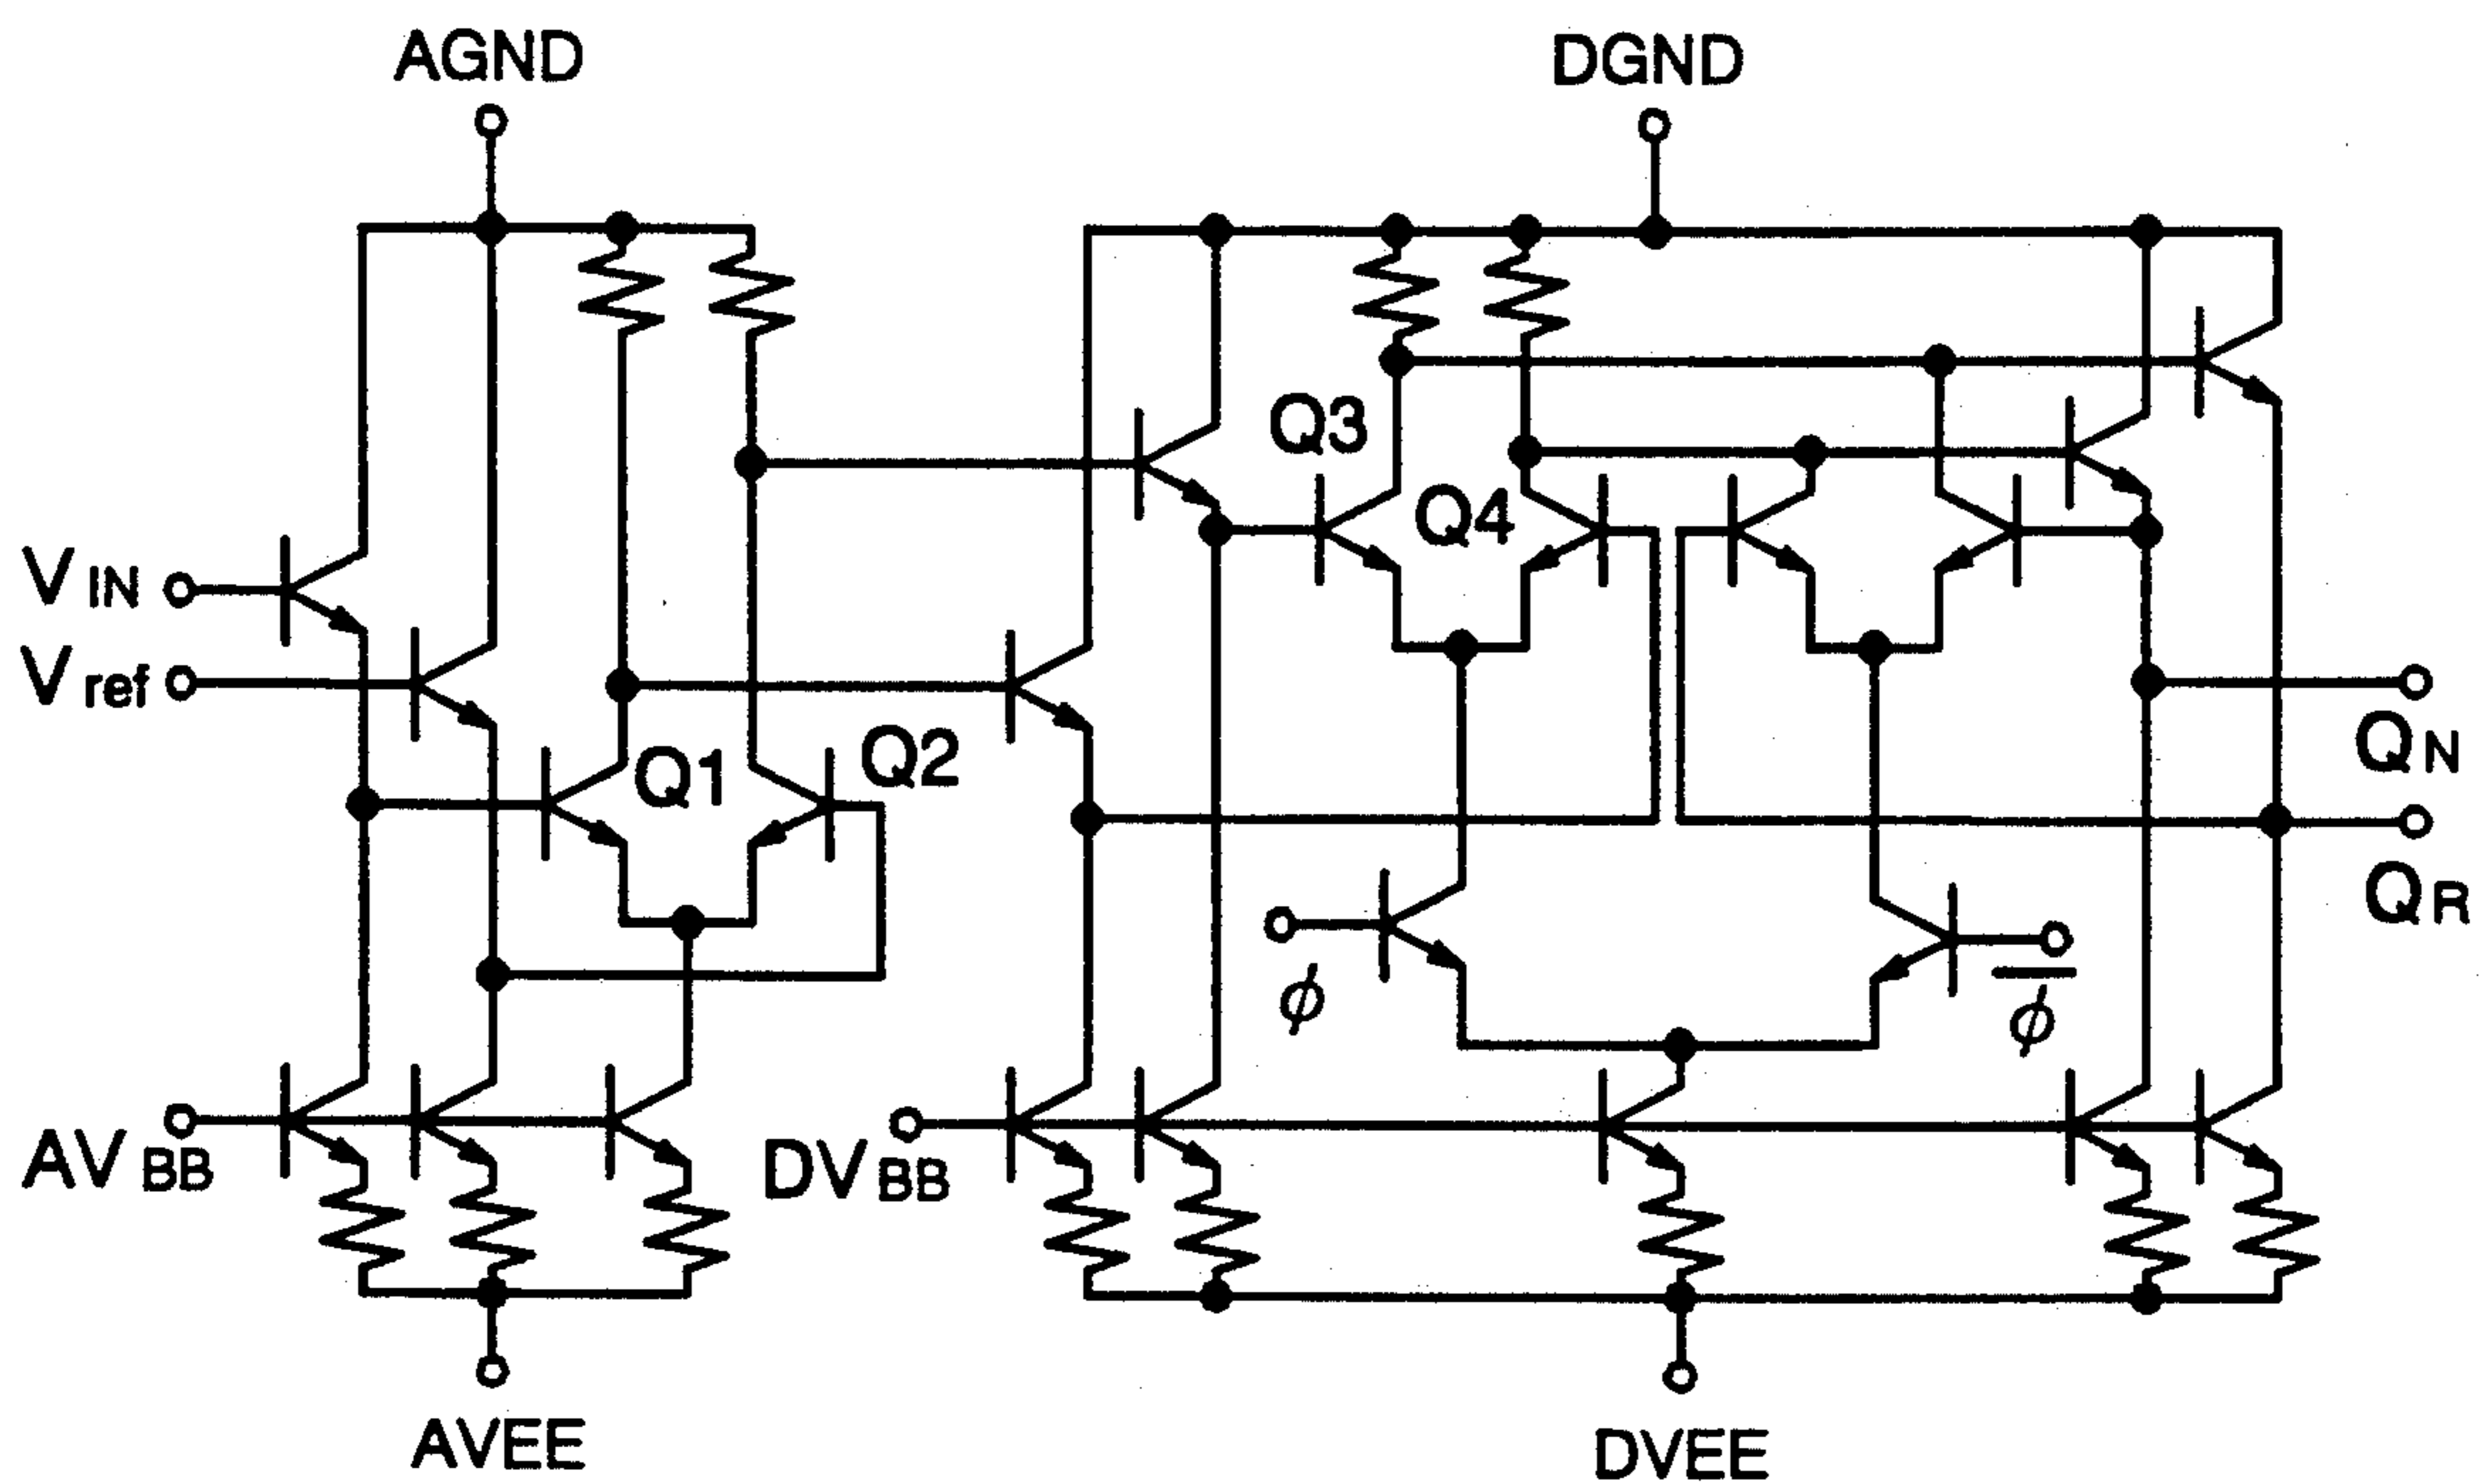 AGND
DGND
Q3
Q4
VIN
Vref
Q1
Q2
QN
QR
ϕ
ϕ̅
AVBB
DVBB
AVEE
DVEE